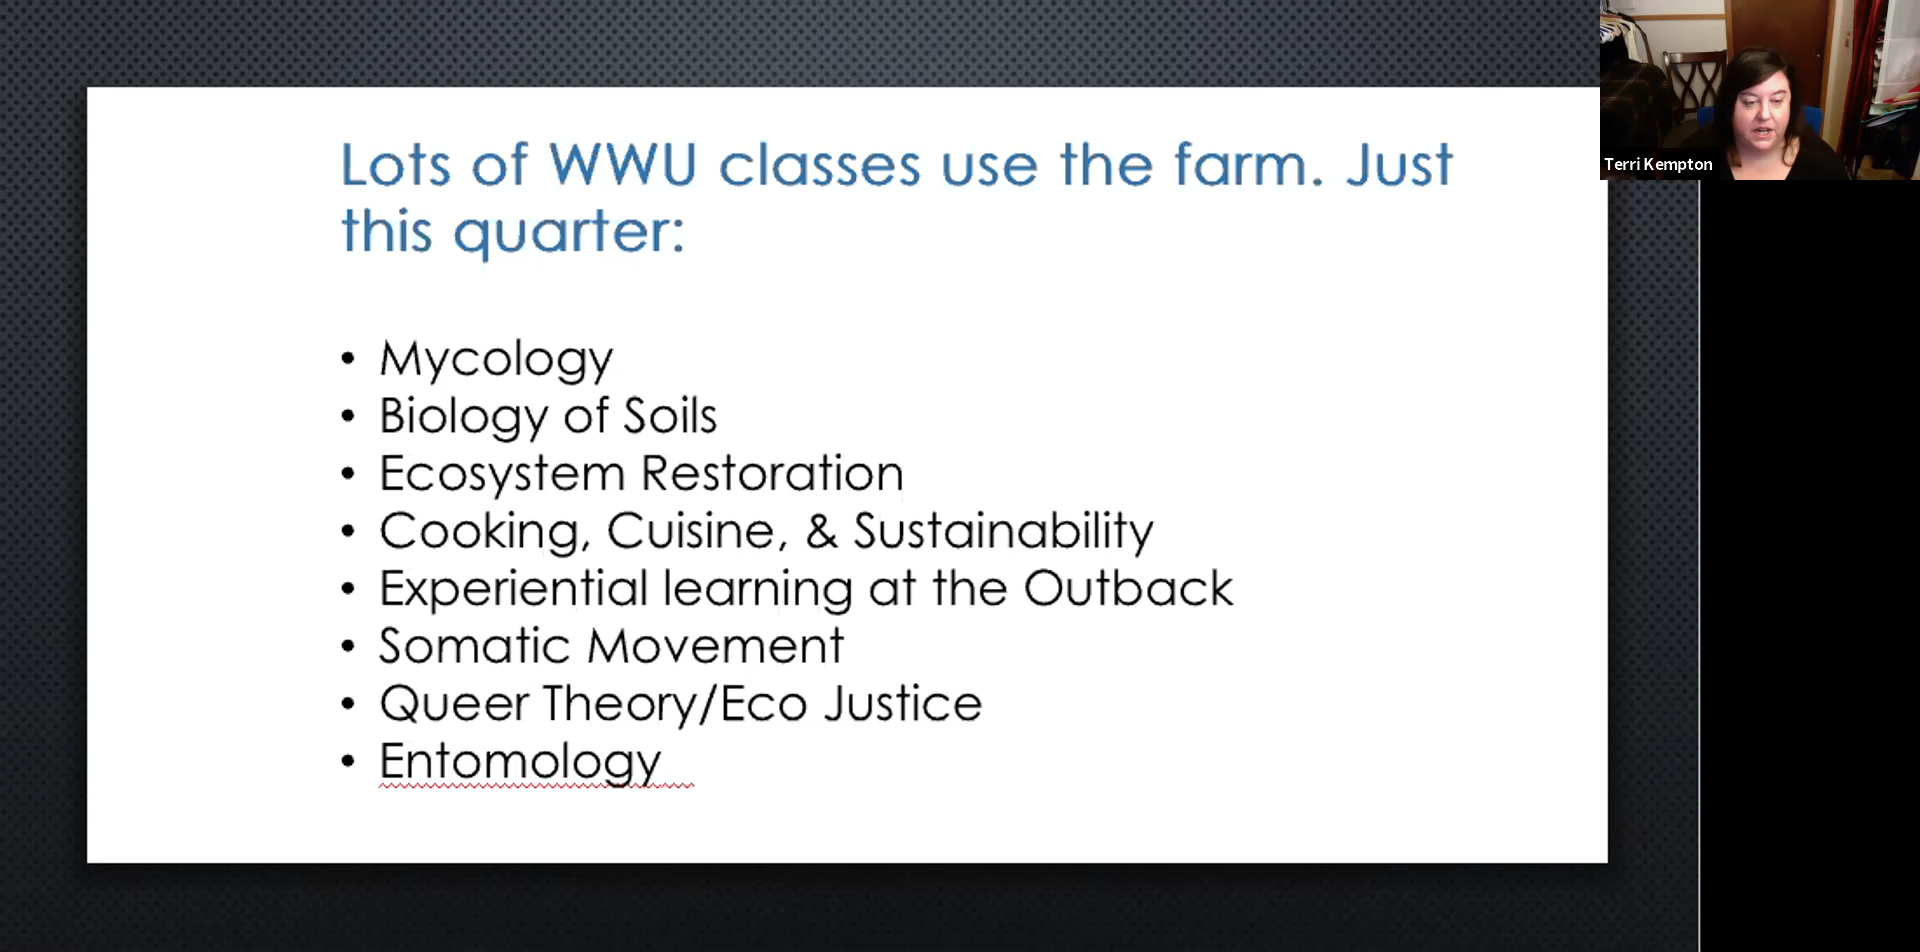 Lots of WWU classes use the farm. Just
this quarter:
• Mycology
• Biology of Soils
• Ecosystem Restoration
• Cooking, Cuisine, & Sustainability
• Experiential learning at the Outback
• Somatic Movement
• Queer Theory/Eco Justice
• Entomology
Terri Kempton